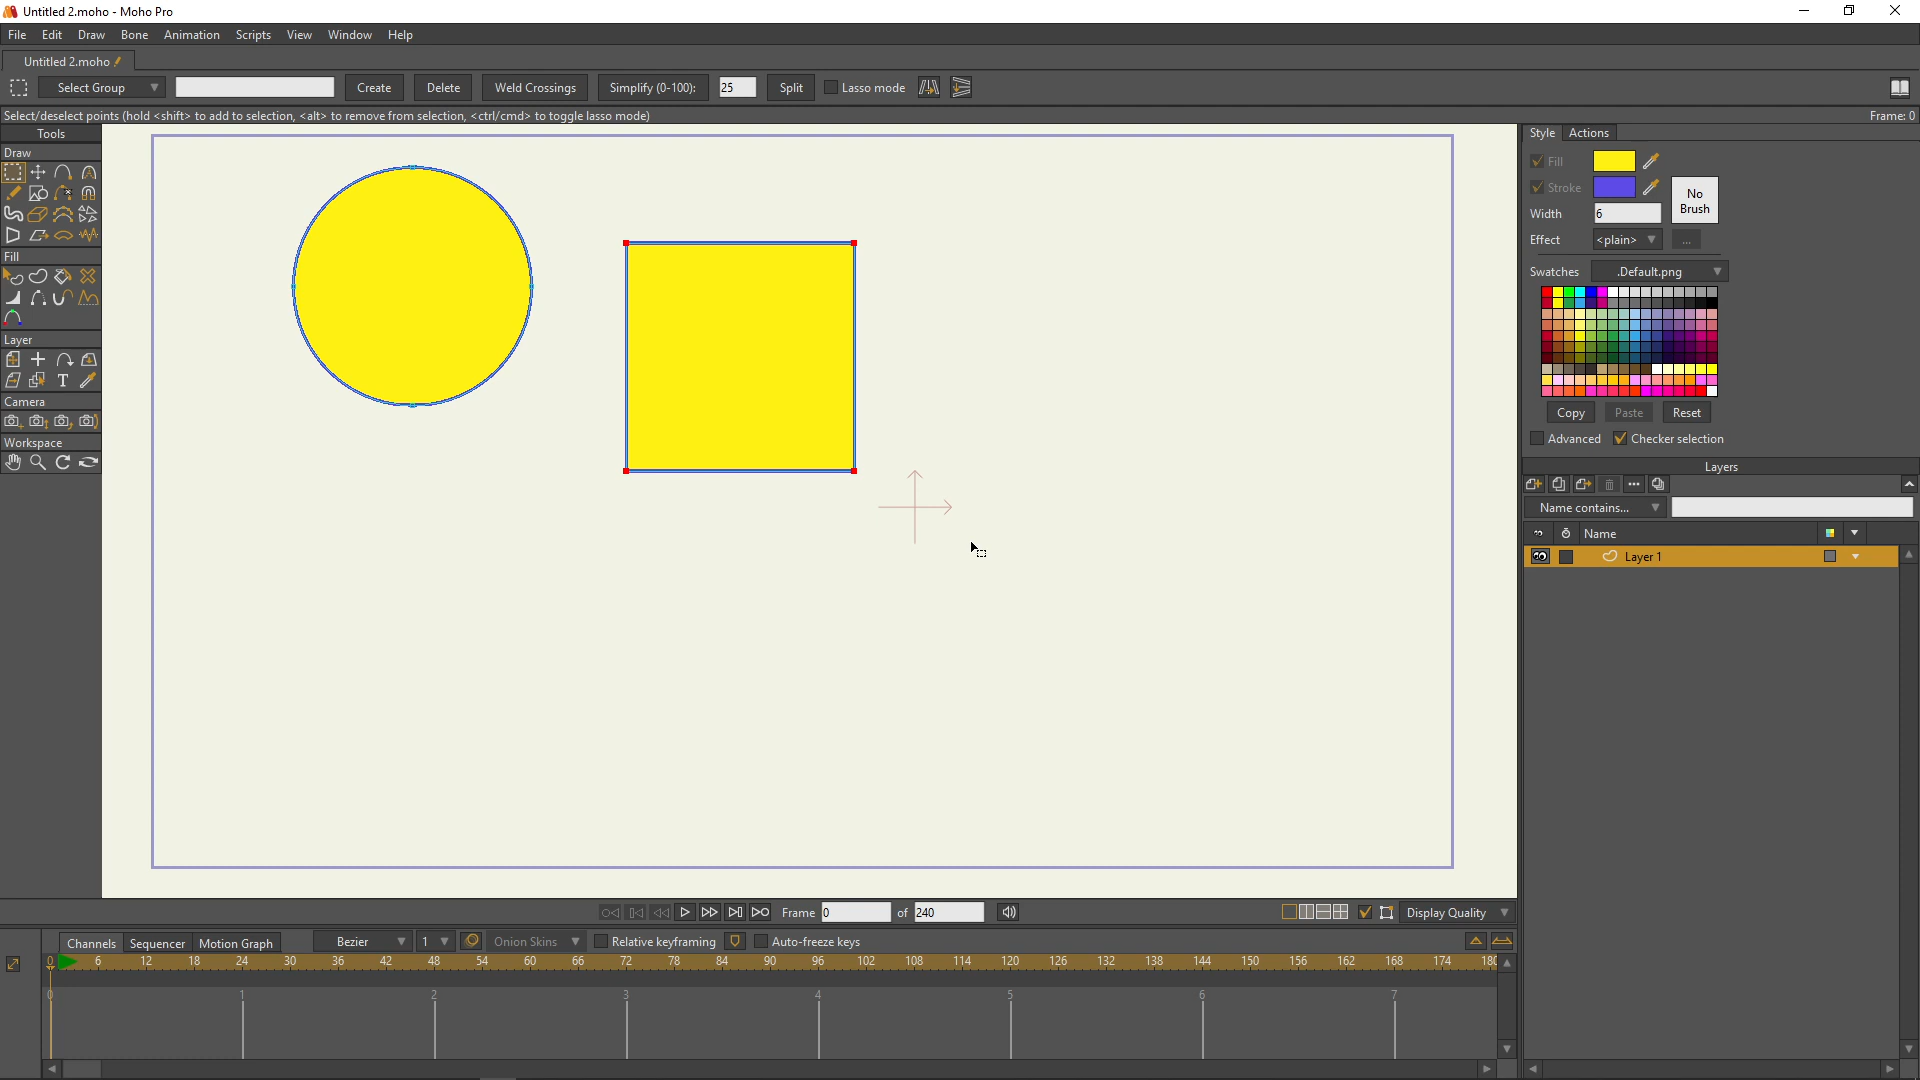 Untitled 2.moho - Moho Pro
File Edit Draw Bone Animation Scripts View Window Help
Untitled 2.moho
Select Group Create Delete Weld Crossings Simplify (0-100): 25 Split Lasso mode
Select/deselect points (hold <shift> to add to selection, <alt> to remove from selection, <ctrl/cmd> to toggle lasso mode) Frame: 0
Tools
Draw
Fill
Layer
T
Camera
Workspace
Style Actions
Fill
Stroke
No
Brush
Width 6
Effect <plain> ...
Swatches .Default.png
Copy Paste Reset
Advanced Checker selection
Layers
Name contains...
Name
Layer 1
Frame 0 of 240 Display Quality
Channels Sequencer Motion Graph Bezier 1 Onion Skins Relative keyframing Auto-freeze keys
0 6 12 18 24 30 36 42 48 54 60 66 72 78 84 90 96 102 108 114 120 126 132 138 144 150 156 162 168 174 180
0 1 2 3 4 5 6 7